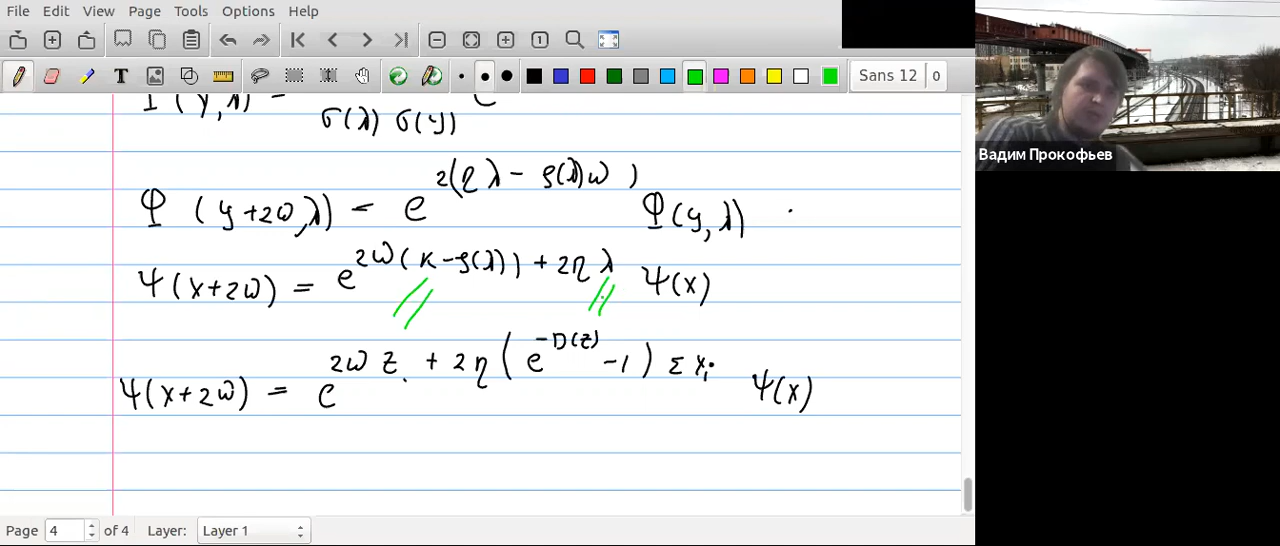 File Edit View Page Tools Options Help
Sans 12 0
Вадим Прокофьев
σ(λ) σ(y)
Φ (y+2ω,λ) = e^{2(ηλ - ζ(λ)ω)} Φ(y,λ)
Ψ(x+2ω) = e^{2ω(k-ζ(λ)) + 2ηλ} Ψ(x)
Ψ(x+2ω) = e^{2ωz + 2η(e^{-D(z)} -1) Σ x_i} Ψ(x)
Page 4 of 4 Layer: Layer 1